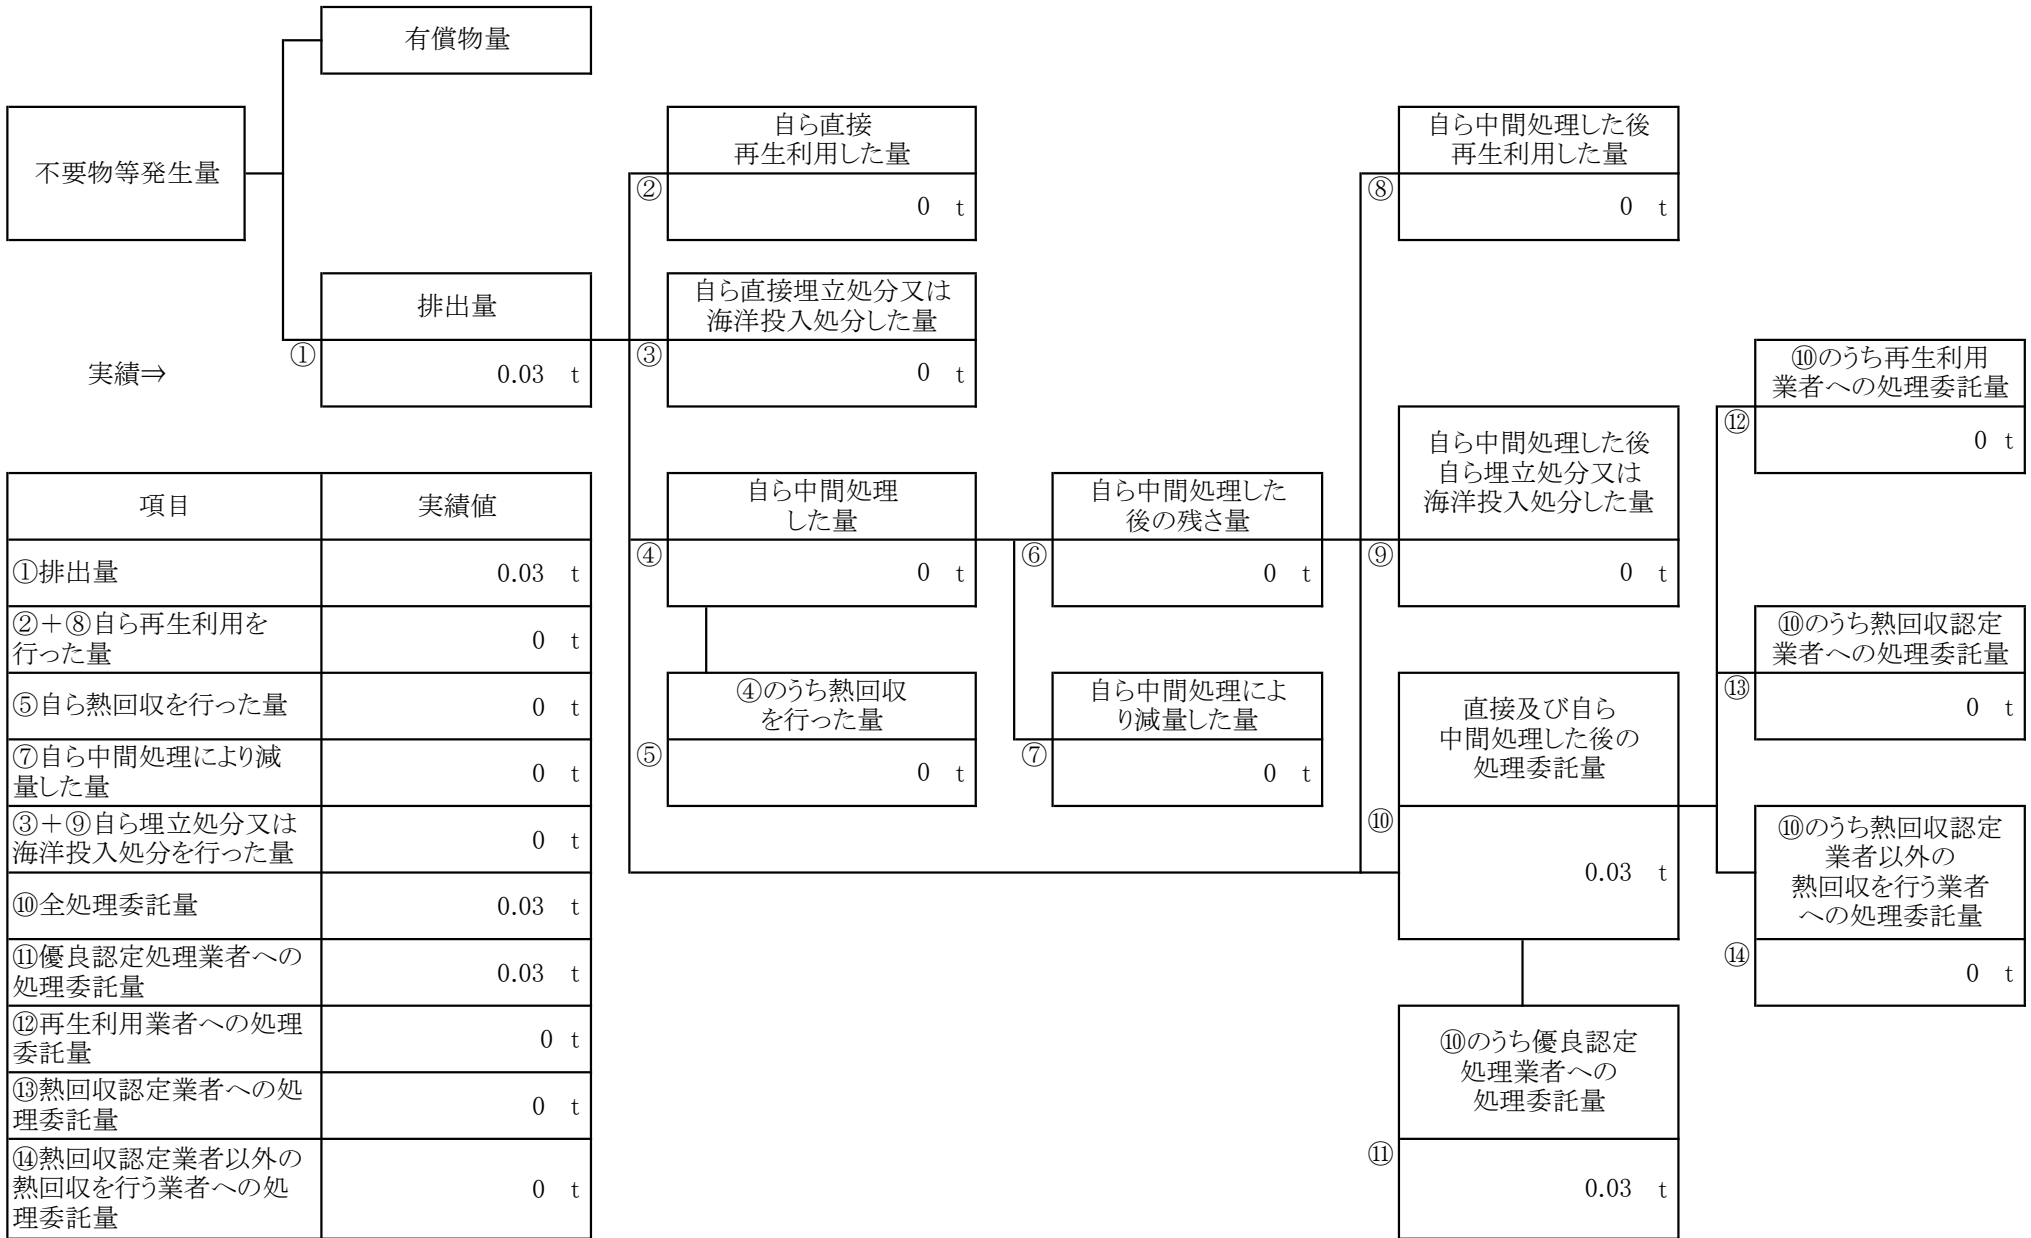 有償物量
不要物等発生量
自ら直接
再生利用した量
②
0 t
自ら中間処理した後
再生利用した量
⑧
0 t
排出量
①
0.03 t
実績⇒
自ら直接埋立処分又は
海洋投入処分した量
③
0 t
⑩のうち再生利用
業者への処理委託量
⑫
0 t
自ら中間処理した後
自ら埋立処分又は
海洋投入処分した量
⑨
0 t
自ら中間処理
した量
④
0 t
自ら中間処理した
後の残さ量
⑥
0 t
⑩のうち熱回収認定
業者への処理委託量
⑬
0 t
④のうち熱回収
を行った量
⑤
0 t
自ら中間処理によ
り減量した量
⑦
0 t
直接及び自ら
中間処理した後の
処理委託量
⑩
0.03 t
⑩のうち熱回収認定
業者以外の
熱回収を行う業者
への処理委託量
⑭
0 t
⑩のうち優良認定
処理業者への
処理委託量
⑪
0.03 t
項目 実績値
①排出量 0.03 t
②＋⑧自ら再生利用を
行った量 0 t
⑤自ら熱回収を行った量 0 t
⑦自ら中間処理により減
量した量 0 t
③＋⑨自ら埋立処分又は
海洋投入処分を行った量 0 t
⑩全処理委託量 0.03 t
⑪優良認定処理業者への
処理委託量 0.03 t
⑫再生利用業者への処理
委託量 0 t
⑬熱回収認定業者への処
理委託量 0 t
⑭熱回収認定業者以外の
熱回収を行う業者への処
理委託量 0 t